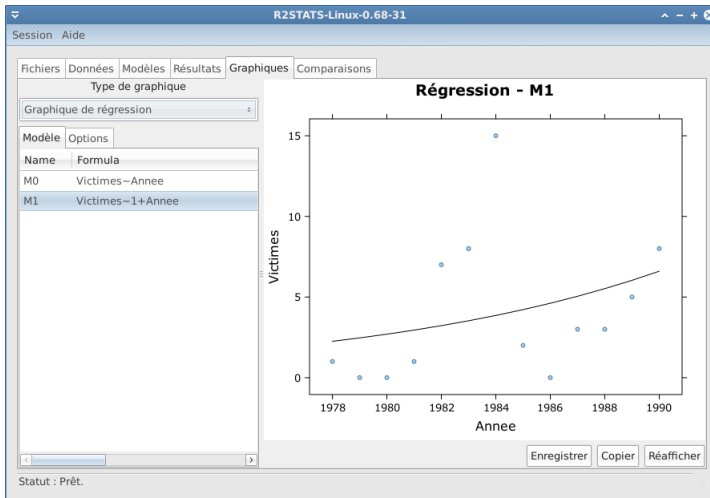 R2STATS-Linux-0.68-31
Session Aide
Fichiers Données Modèles Résultats Graphiques Comparaisons
Type de graphique
Graphique de régression
Modèle Options
Name Formula
M0 Victimes~Annee
M1 Victimes~1+Annee
Régression - M1
15
10
5
0
Victimes
1978 1980 1982 1984 1986 1988 1990
Annee
Enregistrer Copier Réafficher
Statut : Prêt.